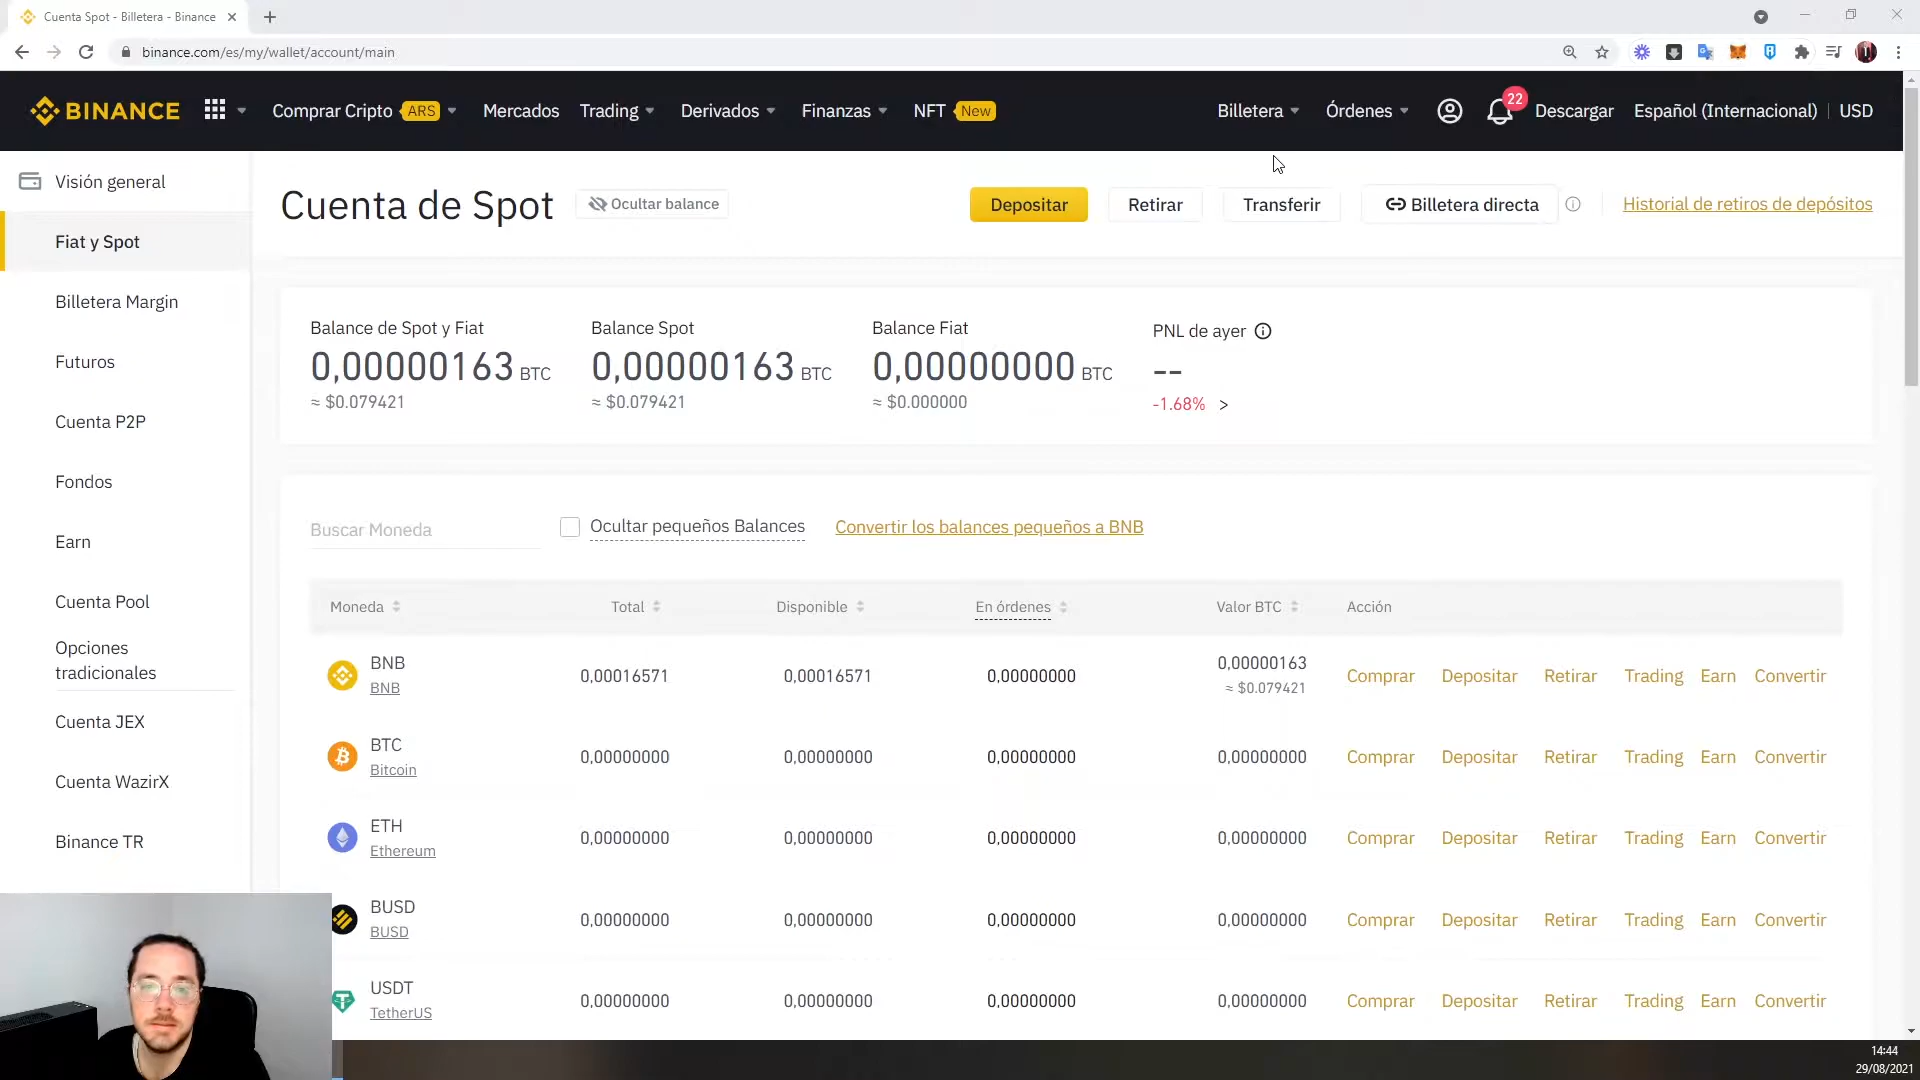 Cuenta Spot - Billetera - Binance
binance.com/es/my/wallet/account/main
BINANCE
Comprar Cripto ARS
Mercados
Trading
Derivados
Finanzas
NFT New
Billetera
Órdenes
22
Descargar
Español (Internacional)
USD
Visión general
Fiat y Spot
Billetera Margin
Futuros
Cuenta P2P
Fondos
Earn
Cuenta Pool
Opciones
tradicionales
Cuenta JEX
Cuenta WazirX
Binance TR
Cuenta de Spot
Ocultar balance
Depositar
Retirar
Transferir
Billetera directa
Historial de retiros de depósitos
Balance de Spot y Fiat
0,00000163 BTC
≈ $0.079421
Balance Spot
0,00000163 BTC
≈ $0.079421
Balance Fiat
0,00000000 BTC
≈ $0.000000
PNL de ayer
--
-1.68% >
Buscar Moneda
Ocultar pequeños Balances
Convertir los balances pequeños a BNB
Moneda Total Disponible En órdenes Valor BTC Acción
BNB
BNB
0,00016571 0,00016571 0,00000000
0,00000163
≈ $0.079421
Comprar Depositar Retirar Trading Earn Convertir
BTC
Bitcoin
0,00000000 0,00000000 0,00000000 0,00000000 Comprar Depositar Retirar Trading Earn Convertir
ETH
Ethereum
0,00000000 0,00000000 0,00000000 0,00000000 Comprar Depositar Retirar Trading Earn Convertir
BUSD
BUSD
0,00000000 0,00000000 0,00000000 0,00000000 Comprar Depositar Retirar Trading Earn Convertir
USDT
TetherUS
0,00000000 0,00000000 0,00000000 0,00000000 Comprar Depositar Retirar Trading Earn Convertir
14:44
29/08/2021